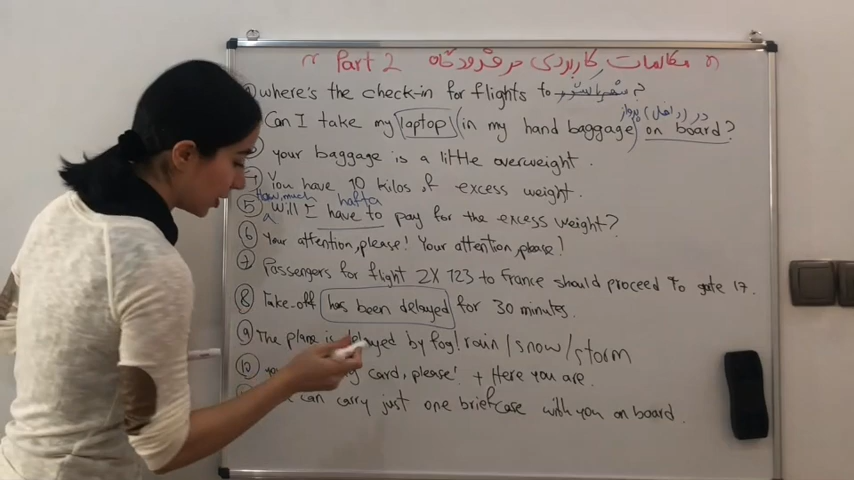 ~ Part 2 مکالمات کاربردی در فرودگاه ~
where's the check-in for flights to ?
Can I take my laptop in my hand baggage on board?
در (داخل) پرواز
your baggage is a little overweight.
You have 10 kilos of excess weight.
How much hafta
5 will I have to pay for the excess weight?
6 Your attention, please! Your attention, please!
7 Passengers for flight 2X 123 to France should proceed to gate 17.
8 Take-off has been delayed for 30 minutes.
9 The plane is delayed by fog! rain / snow / storm
10 card, please! + Here you are.
can carry just one briefcase with you on board.